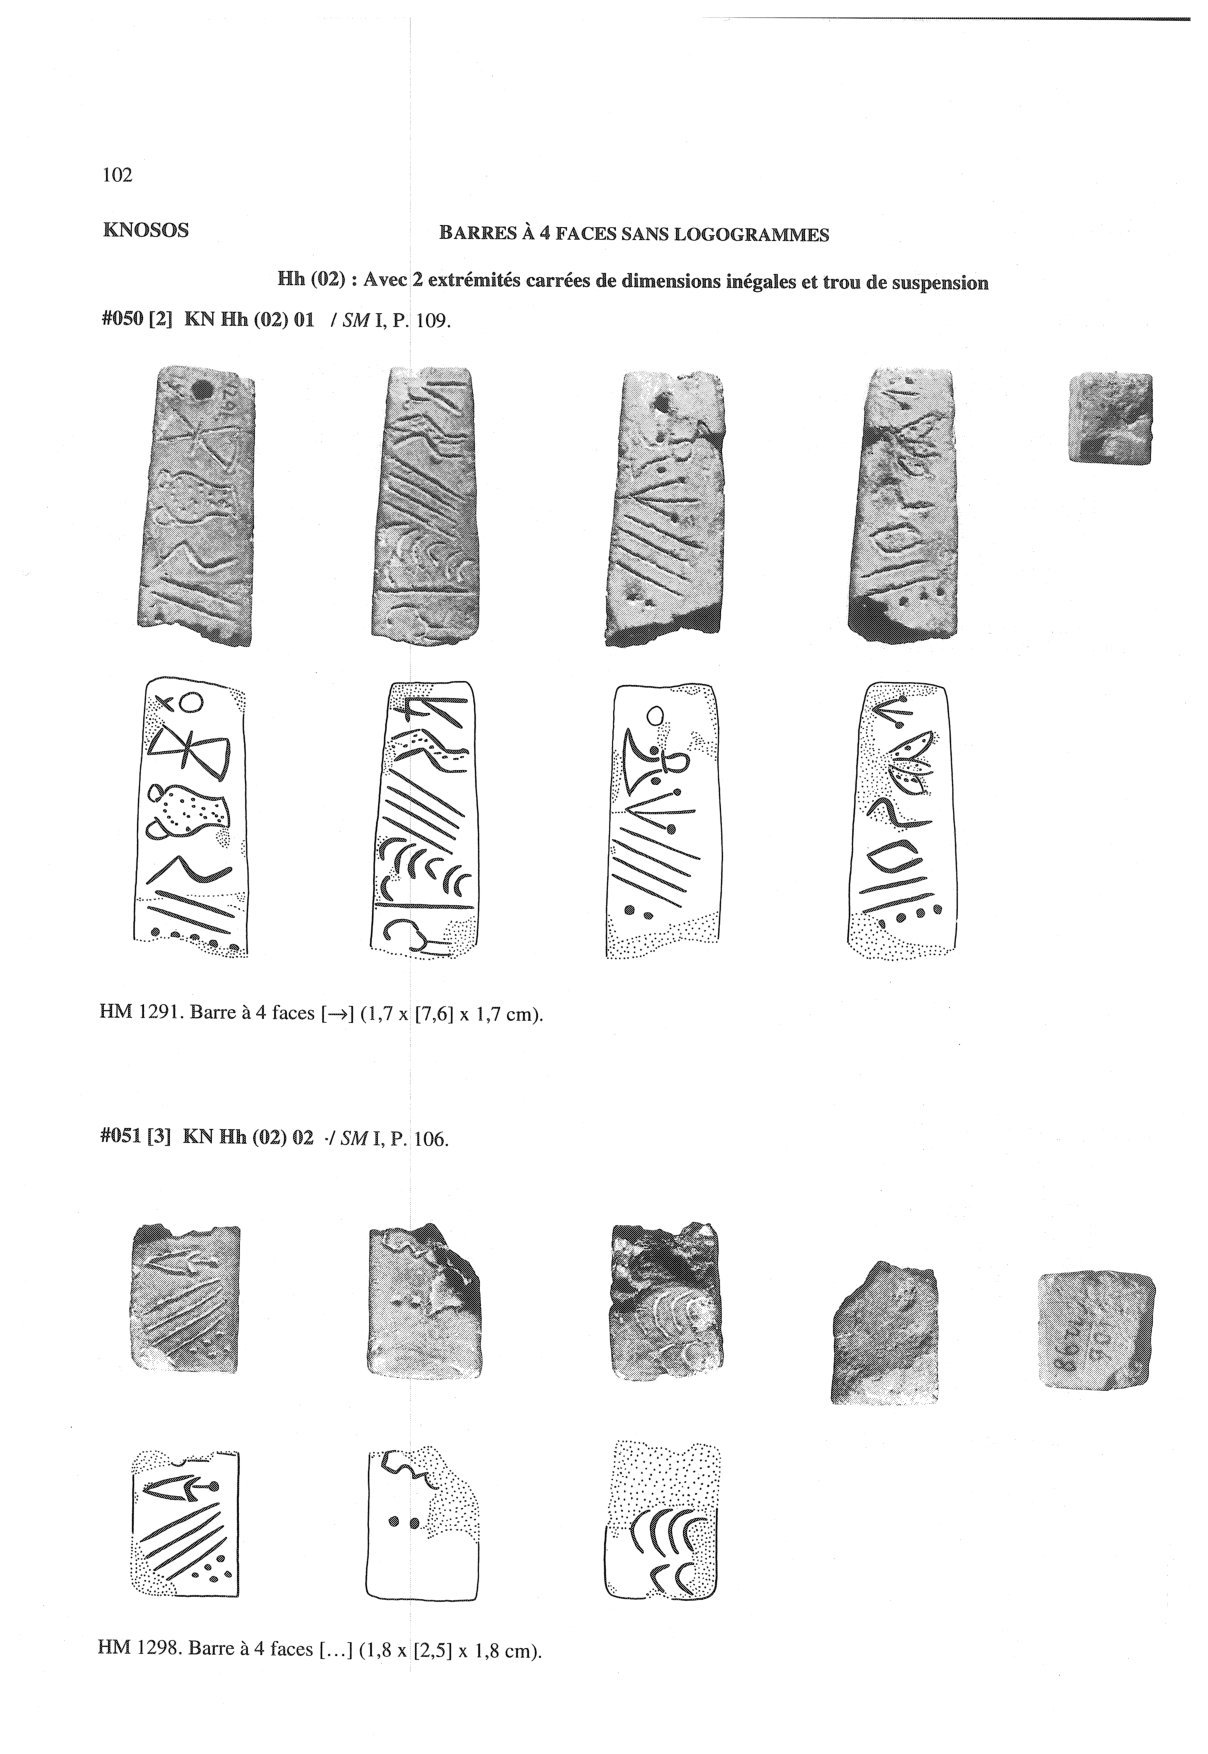 102
KNOSOS
BARRES À 4 FACES SANS LOGOGRAMMES
Hh (02) : Avec 2 extrémités carrées de dimensions inégales et trou de suspension
#050 [2] KN Hh (02) 01 / SM I, P. 109.
1291
HM 1291. Barre à 4 faces [→] (1,7 x [7,6] x 1,7 cm).
#051 [3] KN Hh (02) 02 ·/ SM I, P. 106.
HM 1298. Barre à 4 faces […] (1,8 x [2,5] x 1,8 cm).